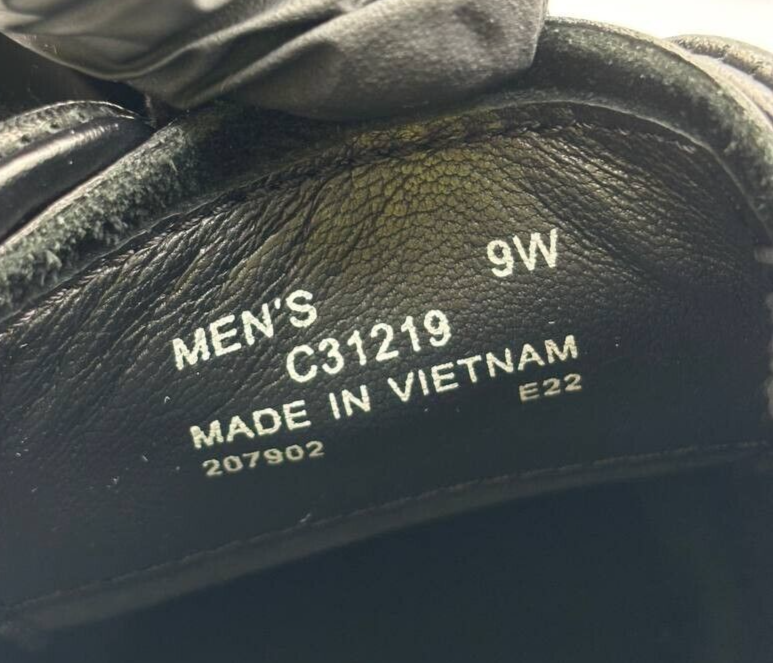 MEN'S 9W
C31219
MADE IN VIETNAM
207902 E22